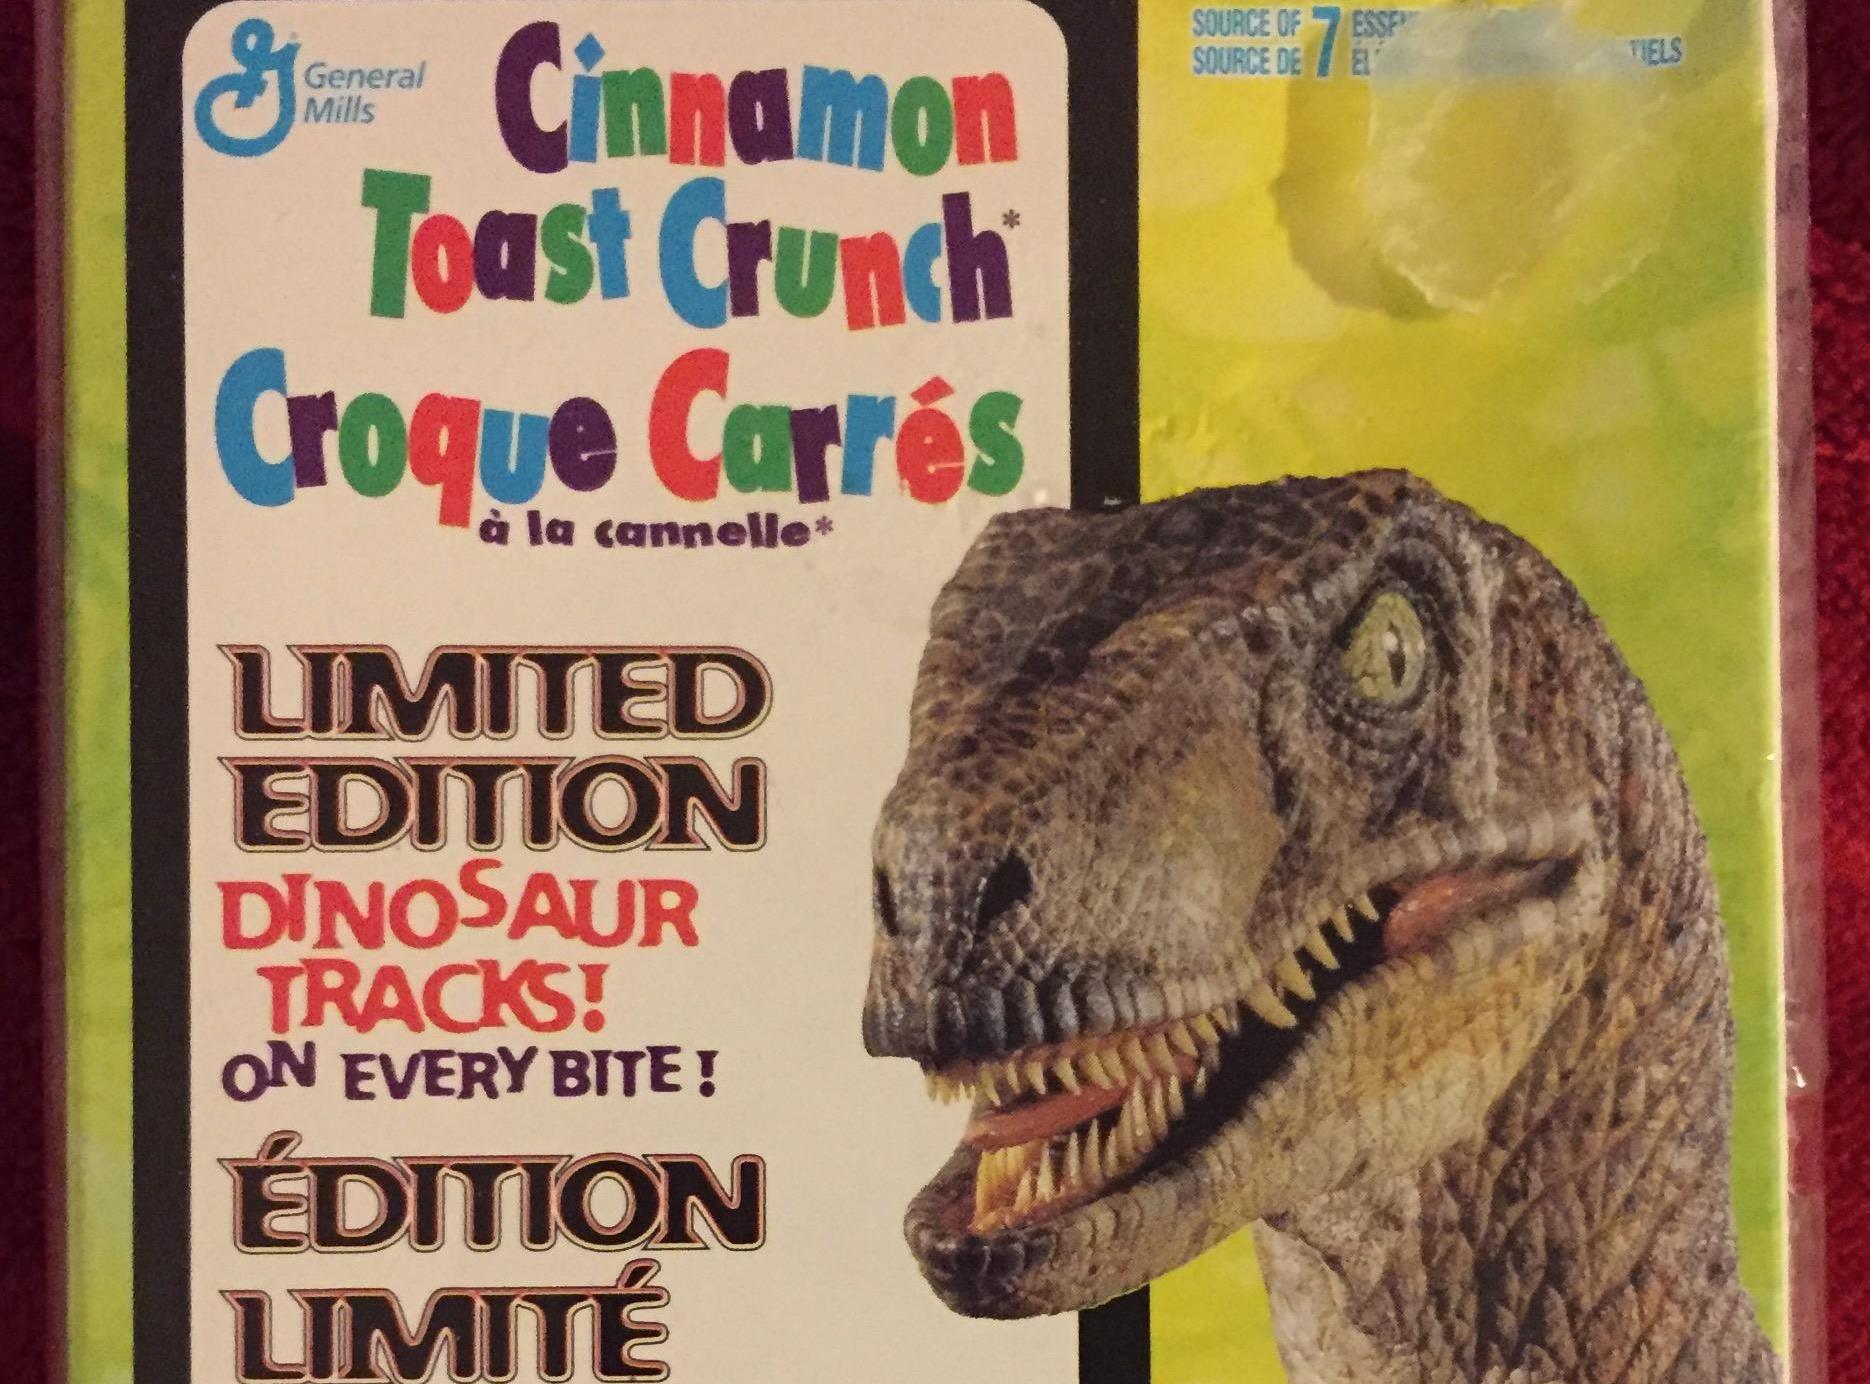 General
Mills
Cinnamon
Toast Crunch*
Croque Carrés
à la cannelle*
LIMITED
EDITION
DINOSAUR
TRACKS!
ON EVERY BITE!
ÉDITION
LIMITÉ
SOURCE OF 7
SOURCE DE